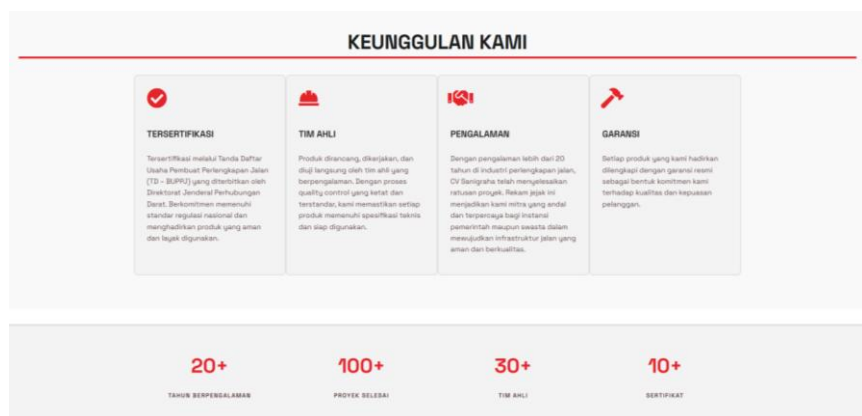 KEUNGGULAN KAMI
TERSERTIFIKASI
Tersertifikasi melalui Tanda Daftar
Usaha Pembuat Perlengkapan Jalan
(TD – BUPPJ) yang diterbitkan oleh
Direktorat Jenderal Perhubungan
Darat. Berkomitmen memenuhi
standar regulasi nasional dan
menghadirkan produk yang aman
dan layak digunakan.
TIM AHLI
Produk dirancang, dikerjakan, dan
diuji langsung oleh tim ahli yang
berpengalaman. Dengan proses
quality control yang ketat dan
terstandar, kami memastikan setiap
produk memenuhi spesifikasi teknis
dan siap digunakan.
PENGALAMAN
Dengan pengalaman lebih dari 20
tahun di industri perlengkapan jalan,
CV Sanigraha telah menyelesaikan
ratusan proyek. Rekam jejak ini
menjadikan kami mitra yang andal
dan terpercaya bagi instansi
pemerintah maupun swasta dalam
mewujudkan infrastruktur jalan yang
aman dan berkualitas.
GARANSI
Setiap produk yang kami hadirkan
dilengkapi dengan garansi resmi
sebagai bentuk komitmen kami
terhadap kualitas dan kepuasan
pelanggan.
20+
TAHUN BERPENGALAMAN
100+
PROYEK SELESAI
30+
TIM AHLI
10+
SERTIFIKAT